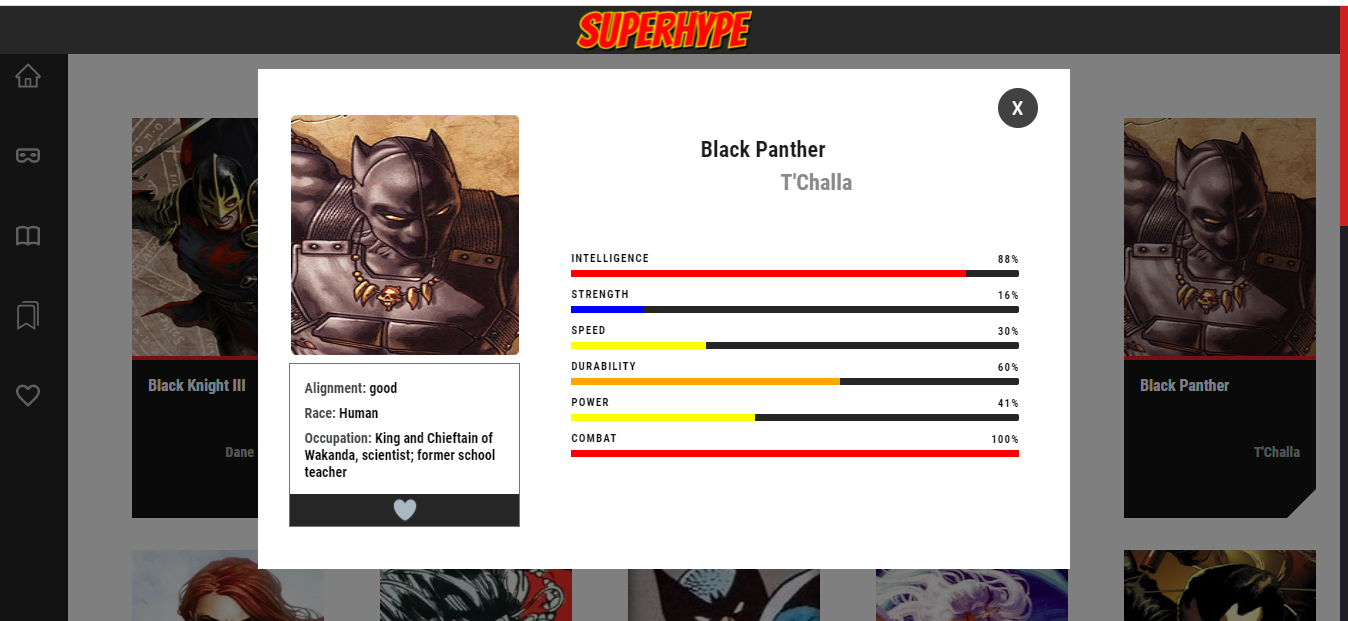 SUPERHYPE
X
Black Panther
T'Challa
INTELLIGENCE 88%
STRENGTH 16%
SPEED 30%
DURABILITY 60%
POWER 41%
COMBAT 100%
Alignment: good
Race: Human
Occupation: King and Chieftain of
Wakanda, scientist; former school
teacher
Black Knight III
Dane
Black Panther
T'Challa